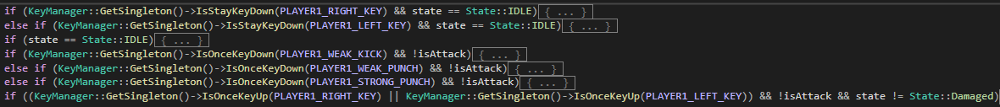 if (KeyManager::GetSingleton()->IsStayKeyDown(PLAYER1_RIGHT_KEY) && state == State::IDLE){ ... }
else if (KeyManager::GetSingleton()->IsStayKeyDown(PLAYER1_LEFT_KEY) && state == State::IDLE){ ... }
if (state == State::IDLE){ ... }
if (KeyManager::GetSingleton()->IsOnceKeyDown(PLAYER1_WEAK_KICK) && !isAttack){ ... }
else if (KeyManager::GetSingleton()->IsOnceKeyDown(PLAYER1_WEAK_PUNCH) && !isAttack){ ... }
else if (KeyManager::GetSingleton()->IsOnceKeyDown(PLAYER1_STRONG_PUNCH) && !isAttack){ ... }
if ((KeyManager::GetSingleton()->IsOnceKeyUp(PLAYER1_RIGHT_KEY) || KeyManager::GetSingleton()->IsOnceKeyUp(PLAYER1_LEFT_KEY)) && !isAttack && state != State::Damaged)